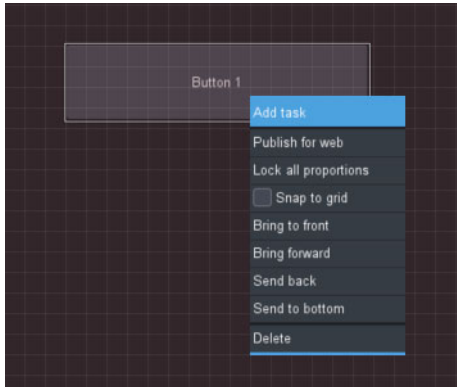 Button 1
Add task
Publish for web
Lock all proportions
Snap to grid
Bring to front
Bring forward
Send back
Send to bottom
Delete